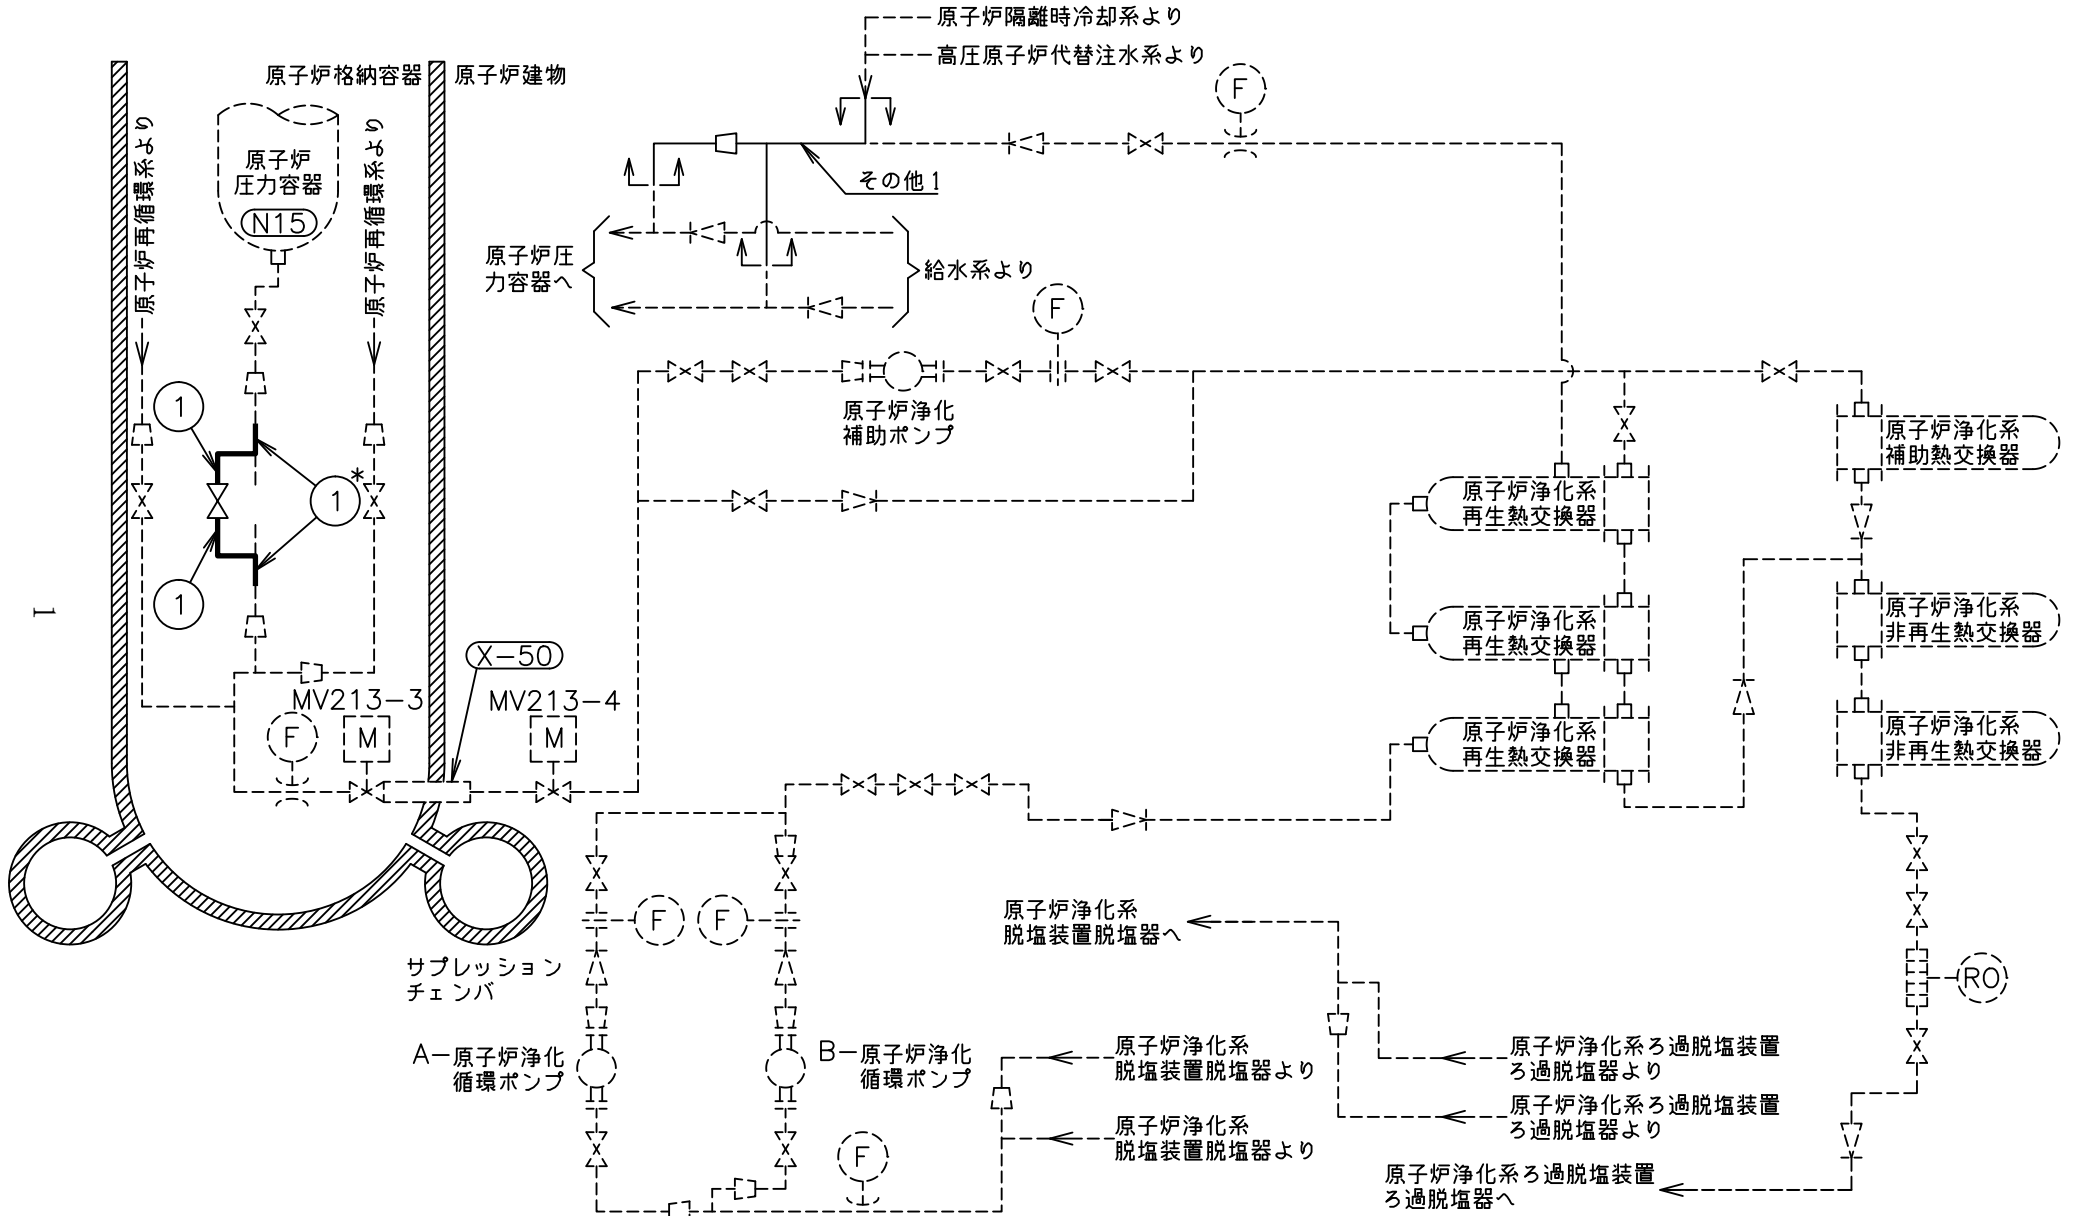 原子炉隔離時冷却系より
高圧原子炉代替注水系より
原子炉格納容器
原子炉建物
F
原子炉再循環系より
原子炉再循環系より
原子炉
圧力容器
N15
その他1
原子炉圧
力容器へ
給水系より
F
1
1
*
1
1
原子炉浄化
補助ポンプ
原子炉浄化系
補助熱交換器
原子炉浄化系
再生熱交換器
原子炉浄化系
再生熱交換器
原子炉浄化系
非再生熱交換器
1
X-50
MV213-3
MV213-4
F
M
M
原子炉浄化系
再生熱交換器
原子炉浄化系
非再生熱交換器
F
F
原子炉浄化系
脱塩装置脱塩器へ
サプレッション
チェンバ
RO
A-原子炉浄化
循環ポンプ
B-原子炉浄化
循環ポンプ
原子炉浄化系
脱塩装置脱塩器より
原子炉浄化系ろ過脱塩装置
ろ過脱塩器より
原子炉浄化系ろ過脱塩装置
ろ過脱塩器より
原子炉浄化系
脱塩装置脱塩器より
F
原子炉浄化系ろ過脱塩装置
ろ過脱塩器へ